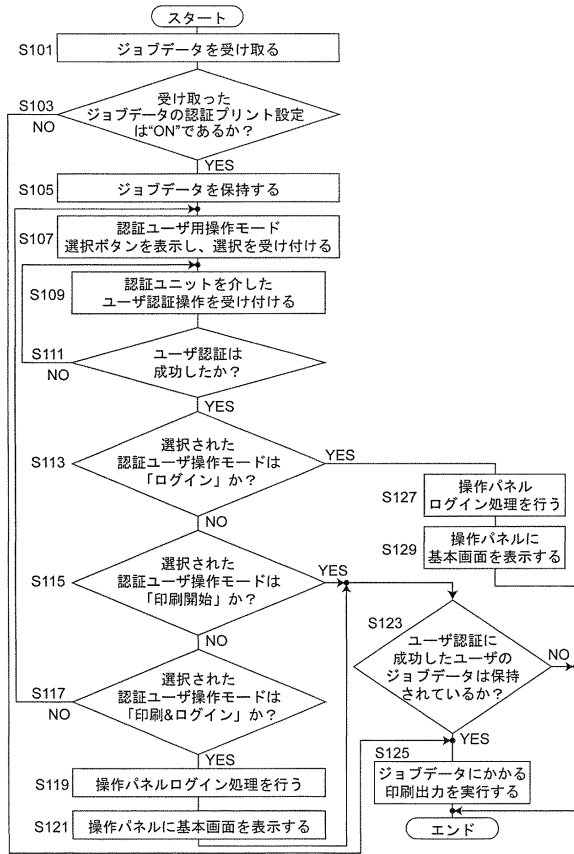 スタート
S101
ジョブデータを受け取る
S103
受け取った
ジョブデータの認証プリント設定
は“ON”であるか？
NO
YES
S105
ジョブデータを保持する
S107
認証ユーザ用操作モード
選択ボタンを表示し、選択を受け付ける
S109
認証ユニットを介した
ユーザ認証操作を受け付ける
S111
ユーザ認証は
成功したか？
NO
YES
S113
選択された
認証ユーザ操作モードは
「ログイン」か？
YES
NO
S127
操作パネル
ログイン処理を行う
S129
操作パネルに
基本画面を表示する
S115
選択された
認証ユーザ操作モードは
「印刷開始」か？
YES
NO
S123
ユーザ認証に
成功したユーザの
ジョブデータは保持
されているか？
NO
YES
S117
選択された
認証ユーザ操作モードは
「印刷&ログイン」か？
NO
YES
S119
操作パネルログイン処理を行う
S121
操作パネルに基本画面を表示する
S125
ジョブデータにかかる
印刷出力を実行する
エンド